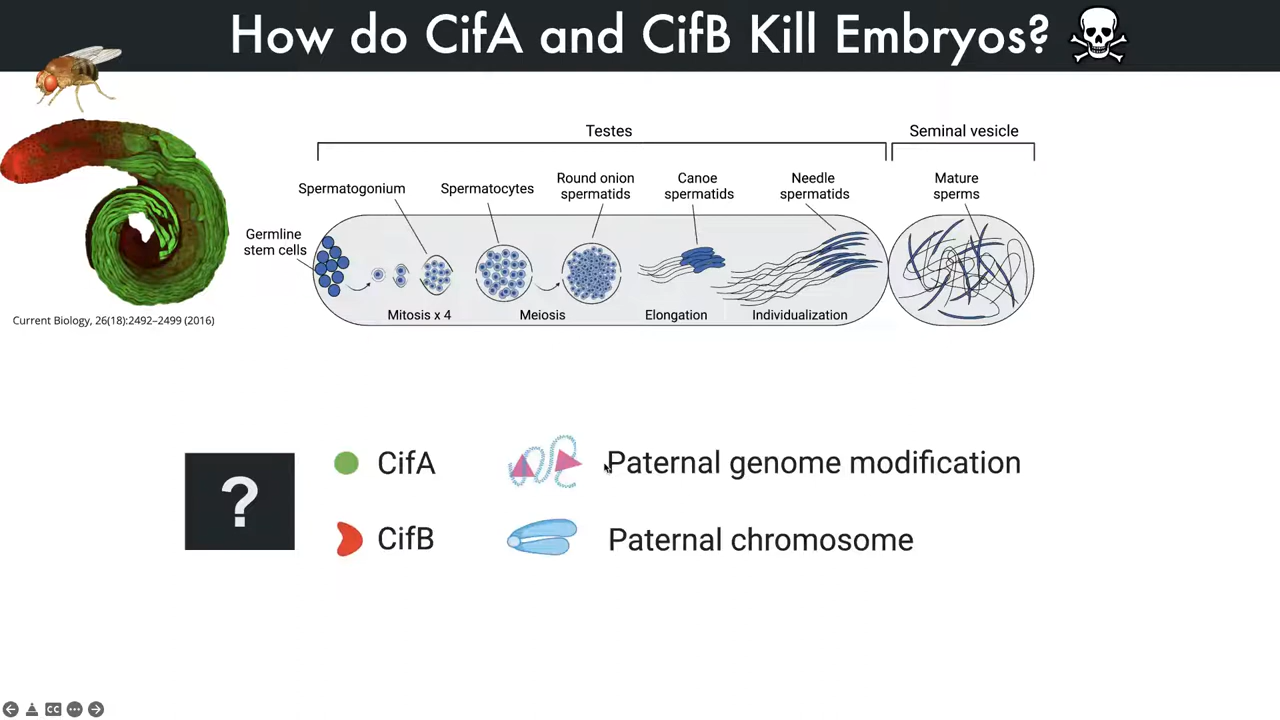 How do CifA and CifB Kill Embryos?
Testes
Seminal vesicle
Spermatogonium
Spermatocytes
Round onion
spermatids
Canoe
spermatids
Needle
spermatids
Mature
sperms
Germline
stem cells
Mitosis x 4
Meiosis
Elongation
Individualization
Current Biology, 26(18):2492–2499 (2016)
?
CifA
Paternal genome modification
CifB
Paternal chromosome
CC